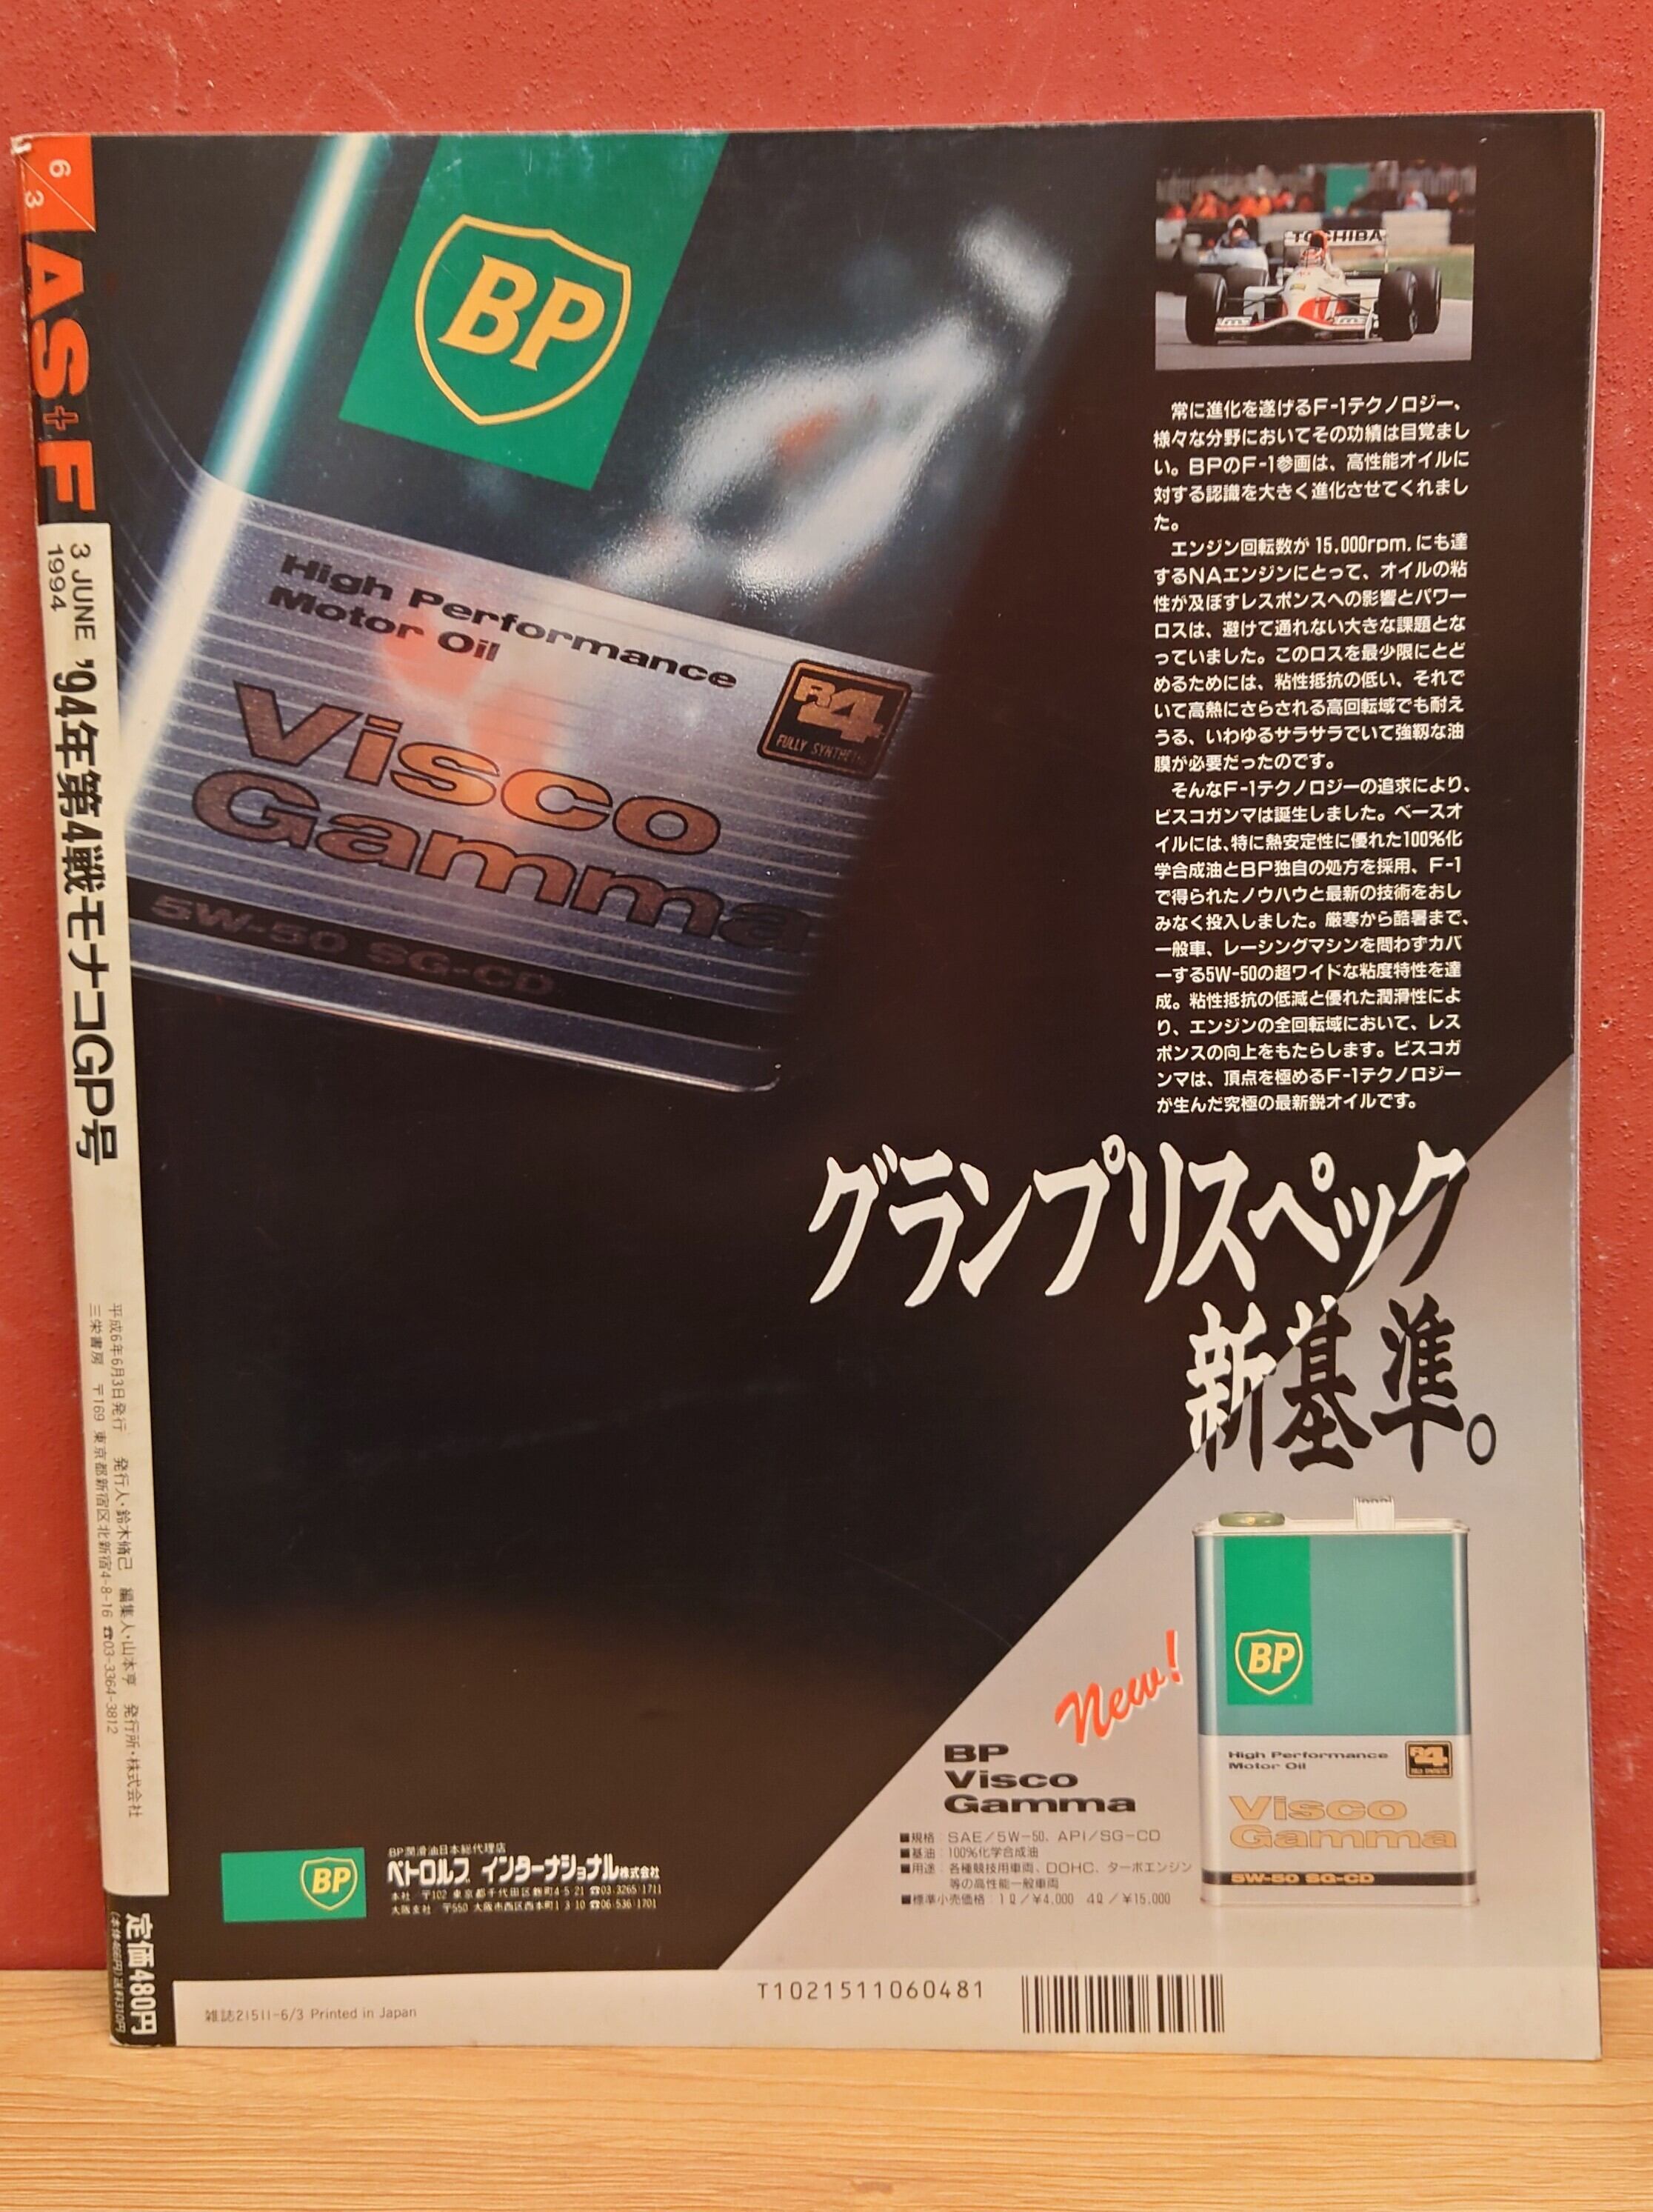 6
3
AS+F
3 JUNE
1994
'94年第4戦モナコGP号
平成6年6月3日発行 発行人・鈴木脩己 編集人・山本亨 発行所・株式会社
三栄書房 〒169 東京都新宿区北新宿4-8-16 ☎03-3364-3812
定価480円
(本体466円)送料310円
BP
High Performance
Motor Oil
R4
FULLY SYNTHETIC
Visco
Gamma
5W-50 SG-CD
TOSHIBA
常に進化を遂げるF-1テクノロジー、
様々な分野においてその功績は目覚まし
い。BPのF-1参画は、高性能オイルに
対する認識を大きく進化させてくれまし
た。
エンジン回転数が15,000rpm.にも達
するNAエンジンにとって、オイルの粘
性が及ぼすレスポンスへの影響とパワー
ロスは、避けて通れない大きな課題とな
っていました。このロスを最少限にとど
めるためには、粘性抵抗の低い、それで
いて高熱にさらされる高回転域でも耐え
うる、いわゆるサラサラでいて強靱な油
膜が必要だったのです。
そんなF-1テクノロジーの追求により、
ビスコガンマは誕生しました。ベースオ
イルには、特に熱安定性に優れた100%化
学合成油とBP独自の処方を採用、F-1
で得られたノウハウと最新の技術をおし
みなく投入しました。厳寒から酷暑まで、
一般車、レーシングマシンを問わずカバ
ーする5W-50の超ワイドな粘度特性を達
成。粘性抵抗の低減と優れた潤滑性によ
り、エンジンの全回転域において、レス
ポンスの向上をもたらします。ビスコガ
ンマは、頂点を極めるF-1テクノロジー
が生んだ究極の最新鋭オイルです。
グランプリスペック
新基準。
New!
BP
Visco
Gamma
■規格 SAE/5W-50、API/SG-CD
■基油 100%化学合成油
■用途 各種競技用車両、DOHC、ターボエンジン
等の高性能一般車両
■標準小売価格 1ℓ/¥4,000 4ℓ/¥15,000
BP
High Performance
Motor Oil
R4
FULLY SYNTHETIC
Visco
Gamma
5W-50 SG-CD
BP
BP潤滑油日本総代理店
ペトロルブ インターナショナル株式会社
本社 〒102 東京都千代田区麹町4-5-21 ☎03-3265-1711
大阪支社 〒550 大阪市西区西本町1-3-10 ☎06-536-1701
雑誌21511-6/3 Printed in Japan
T1021511060481